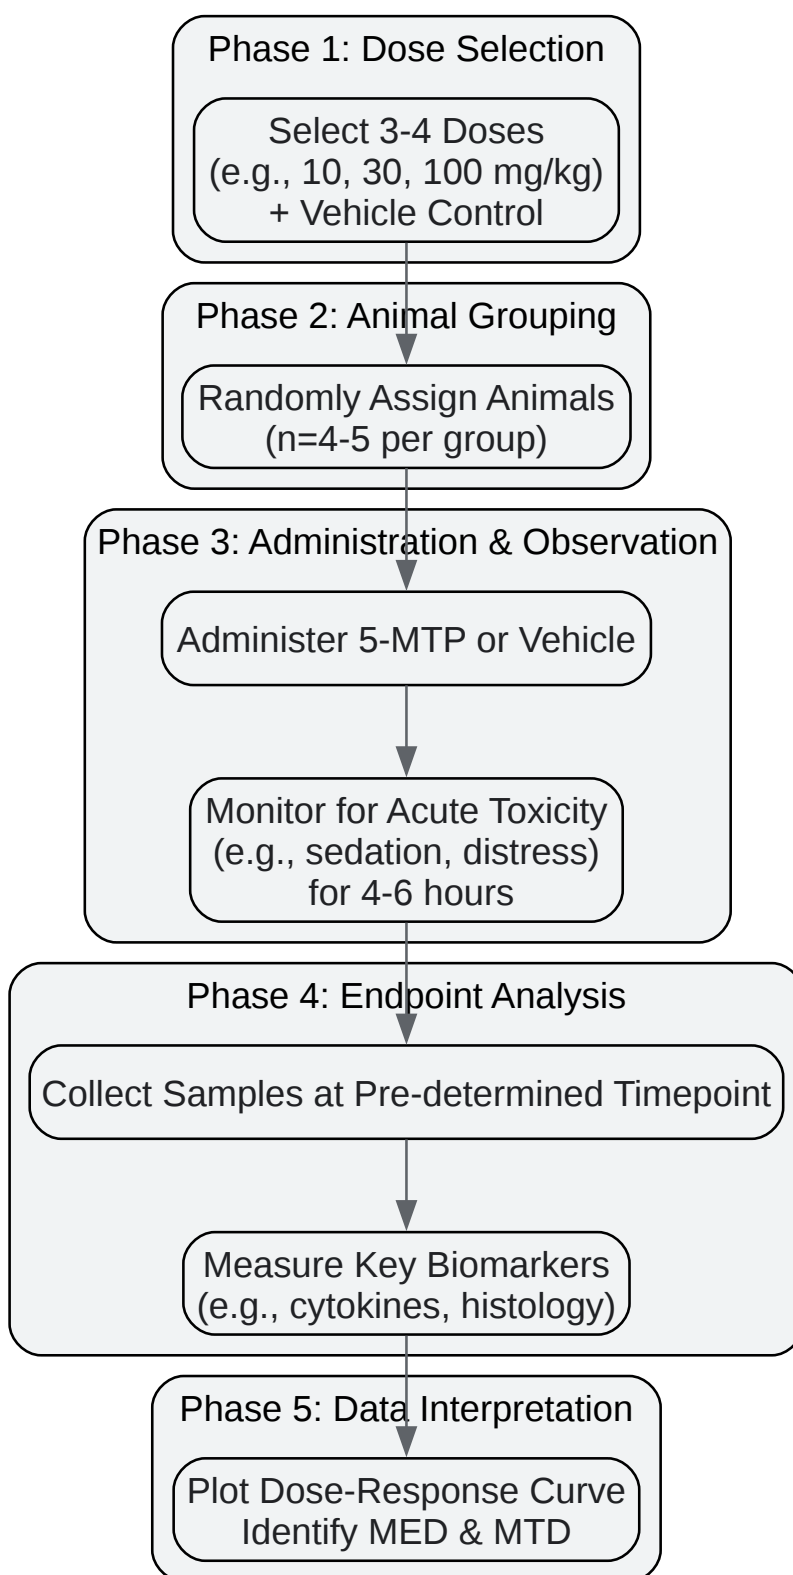 Phase 1: Dose Selection
Select 3-4 Doses
(e.g., 10, 30, 100 mg/kg)
+ Vehicle Control
Phase 2: Animal Grouping
Randomly Assign Animals
(n=4-5 per group)
Phase 3: Administration & Observation
Administer 5-MTP or Vehicle
Monitor for Acute Toxicity
(e.g., sedation, distress)
for 4-6 hours
Phase 4: Endpoint Analysis
Collect Samples at Pre-determined Timepoint
Measure Key Biomarkers
(e.g., cytokines, histology)
Phase 5: Data Interpretation
Plot Dose-Response Curve
Identify MED & MTD